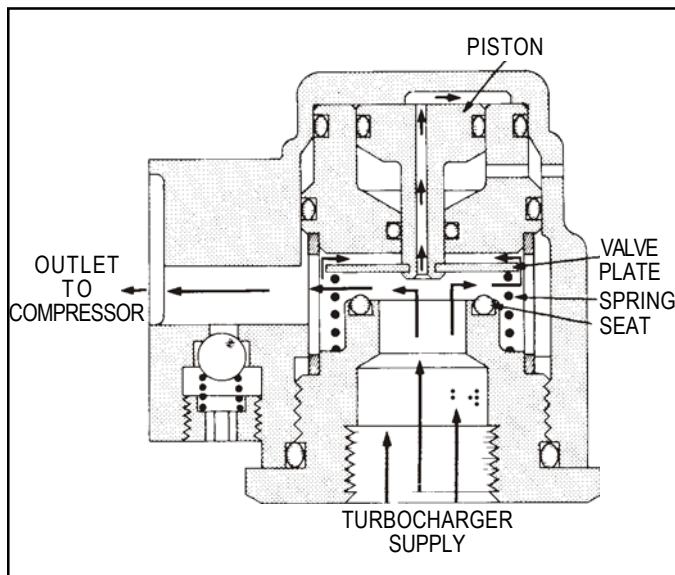 PISTON
VALVE
PLATE
SPRING
SEAT
OUTLET
TO
COMPRESSOR
TURBOCHARGER
SUPPLY